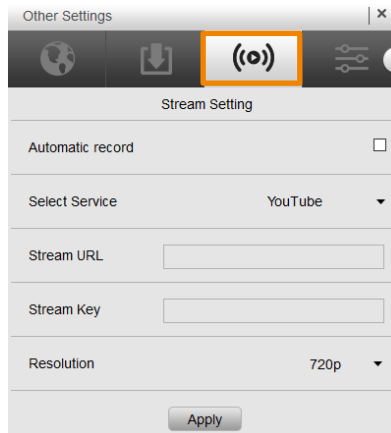 Other Settings
Stream Setting
Automatic record
Select Service YouTube
Stream URL
Stream Key
Resolution 720p
Apply